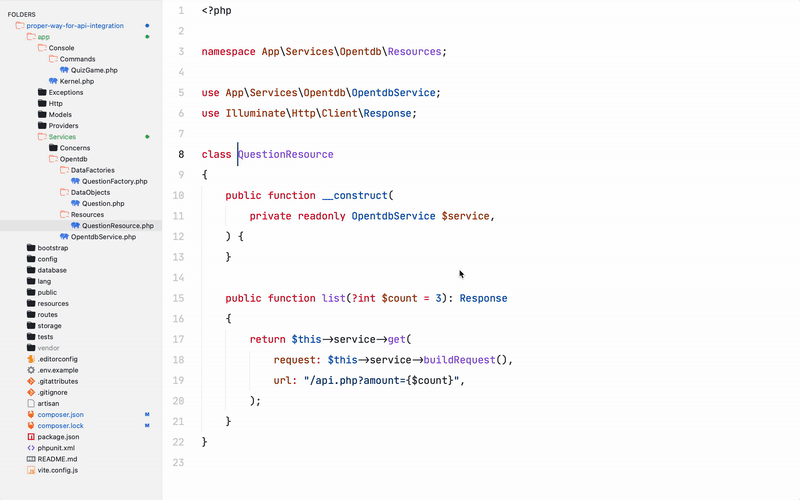 FOLDERS
proper-way-for-api-integration
app
Console
Commands
QuizGame.php
Kernel.php
Exceptions
Http
Models
Providers
Services
Concerns
Opentdb
DataFactories
QuestionFactory.php
DataObjects
Question.php
Resources
QuestionResource.php
OpentdbService.php
bootstrap
config
database
lang
public
resources
routes
storage
tests
vendor
.editorconfig
.env.example
.gitattributes
.gitignore
artisan
composer.json M
composer.lock M
package.json
phpunit.xml
README.md
vite.config.js
1 <?php
2
3 namespace App\Services\Opentdb\Resources;
4
5 use App\Services\Opentdb\OpentdbService;
6 use Illuminate\Http\Client\Response;
7
8 class QuestionResource
9 {
10 public function __construct(
11 private readonly OpentdbService $service,
12 ) {
13 }
14
15 public function list(?int $count = 3): Response
16 {
17 return $this->service->get(
18 request: $this->service->buildRequest(),
19 url: "/api.php?amount={$count}",
20 );
21 }
22 }
23